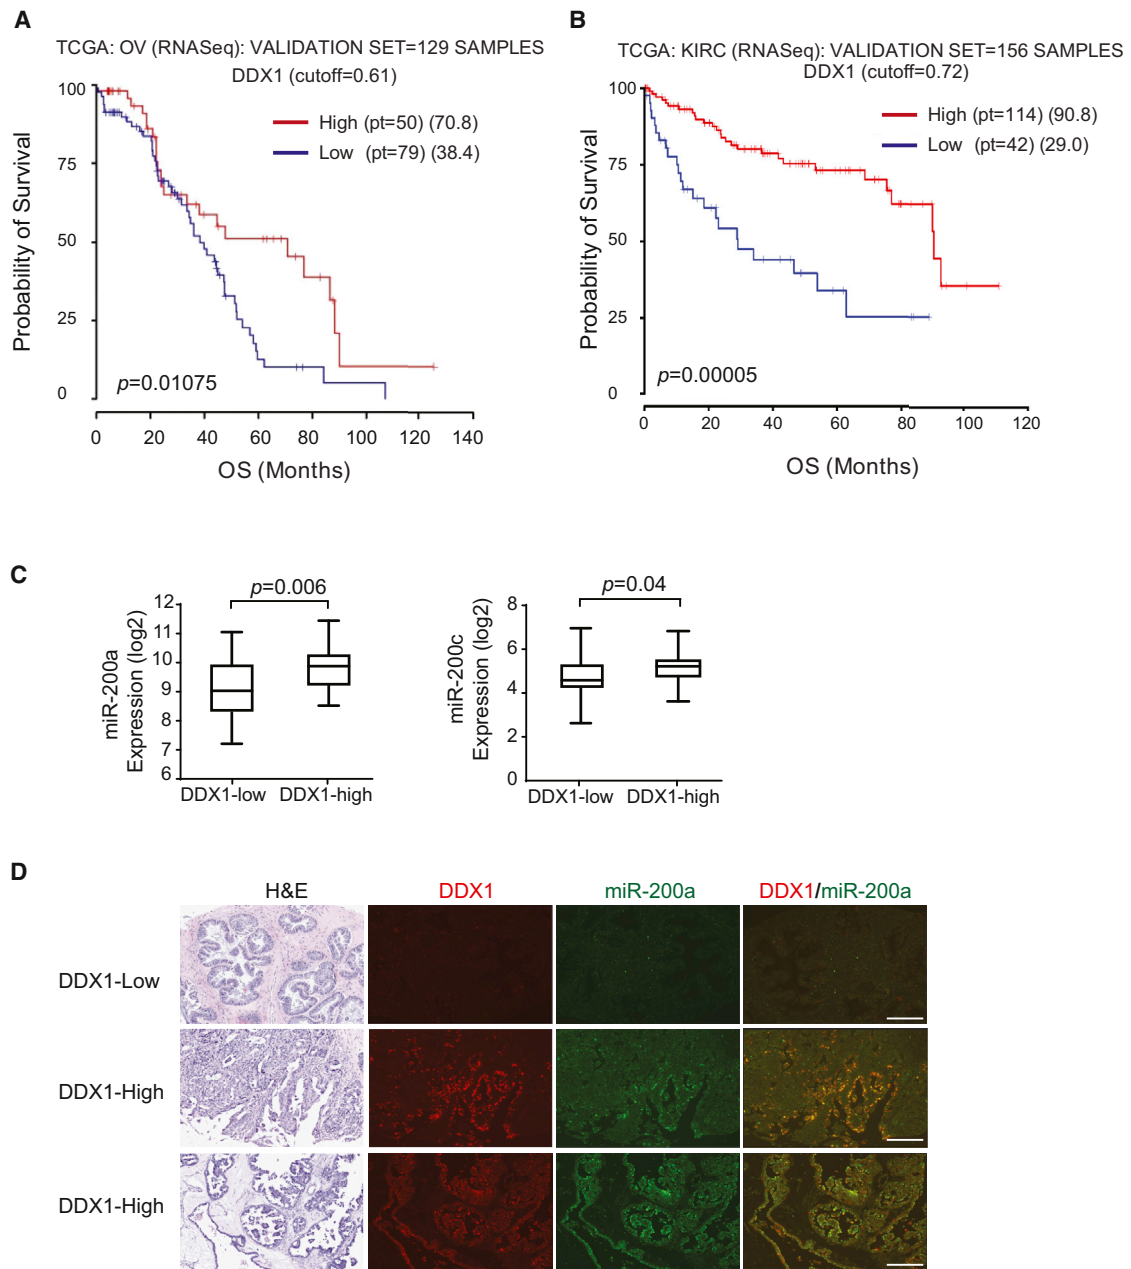 A
TCGA: OV (RNASeq): VALIDATION SET=129 SAMPLES
DDX1 (cutoff=0.61)
High (pt=50) (70.8)
Low (pt=79) (38.4)
Probability of Survival
100
75
50
25
0
p=0.01075
0 20 40 60 80 100 120 140
OS (Months)
B
TCGA: KIRC (RNASeq): VALIDATION SET=156 SAMPLES
DDX1 (cutoff=0.72)
High (pt=114) (90.8)
Low (pt=42) (29.0)
Probability of Survival
100
75
50
25
0
p=0.00005
0 20 40 60 80 100 120
OS (Months)
C
p=0.006
miR-200a
Expression (log2)
12
11
10
9
8
7
6
DDX1-low DDX1-high
p=0.04
miR-200c
Expression (log2)
8
6
4
2
0
DDX1-low DDX1-high
D
H&E DDX1 miR-200a DDX1/miR-200a
DDX1-Low
DDX1-High
DDX1-High